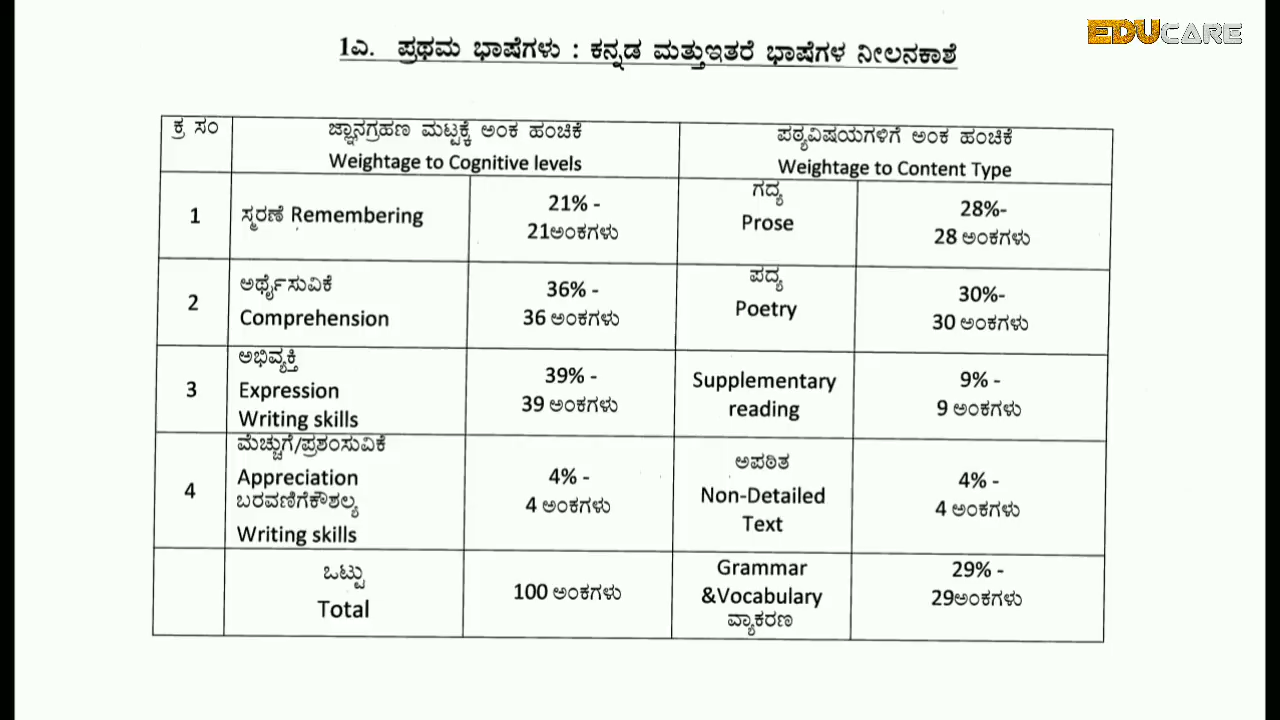 EDUCARE
1ಎ. ಪ್ರಥಮ ಭಾಷೆಗಳು : ಕನ್ನಡ ಮತ್ತುಇತರೆ ಭಾಷೆಗಳ ನೀಲನಕಾಶೆ
ಕ್ರ ಸಂ
ಜ್ಞಾನಗ್ರಹಣ ಮಟ್ಟಕ್ಕೆ ಅಂಕ ಹಂಚಿಕೆ
Weightage to Cognitive levels
ಪಠ್ಯವಿಷಯಗಳಿಗೆ ಅಂಕ ಹಂಚಿಕೆ
Weightage to Content Type
1
ಸ್ಮರಣೆ Remembering
21% -
21ಅಂಕಗಳು
ಗದ್ಯ
Prose
28%-
28 ಅಂಕಗಳು
2
ಅರ್ಥೈಸುವಿಕೆ
Comprehension
36% -
36 ಅಂಕಗಳು
ಪದ್ಯ
Poetry
30%-
30 ಅಂಕಗಳು
3
ಅಭಿವ್ಯಕ್ತಿ
Expression
Writing skills
39% -
39 ಅಂಕಗಳು
Supplementary
reading
9% -
9 ಅಂಕಗಳು
4
ಮೆಚ್ಚುಗೆ/ಪ್ರಶಂಸುವಿಕೆ
Appreciation
ಬರವಣಿಗೆಕೌಶಲ್ಯ
Writing skills
4% -
4 ಅಂಕಗಳು
ಅಪಠಿತ
Non-Detailed
Text
4% -
4 ಅಂಕಗಳು
ಒಟ್ಟು
Total
100 ಅಂಕಗಳು
Grammar
&Vocabulary
ವ್ಯಾಕರಣ
29% -
29ಅಂಕಗಳು